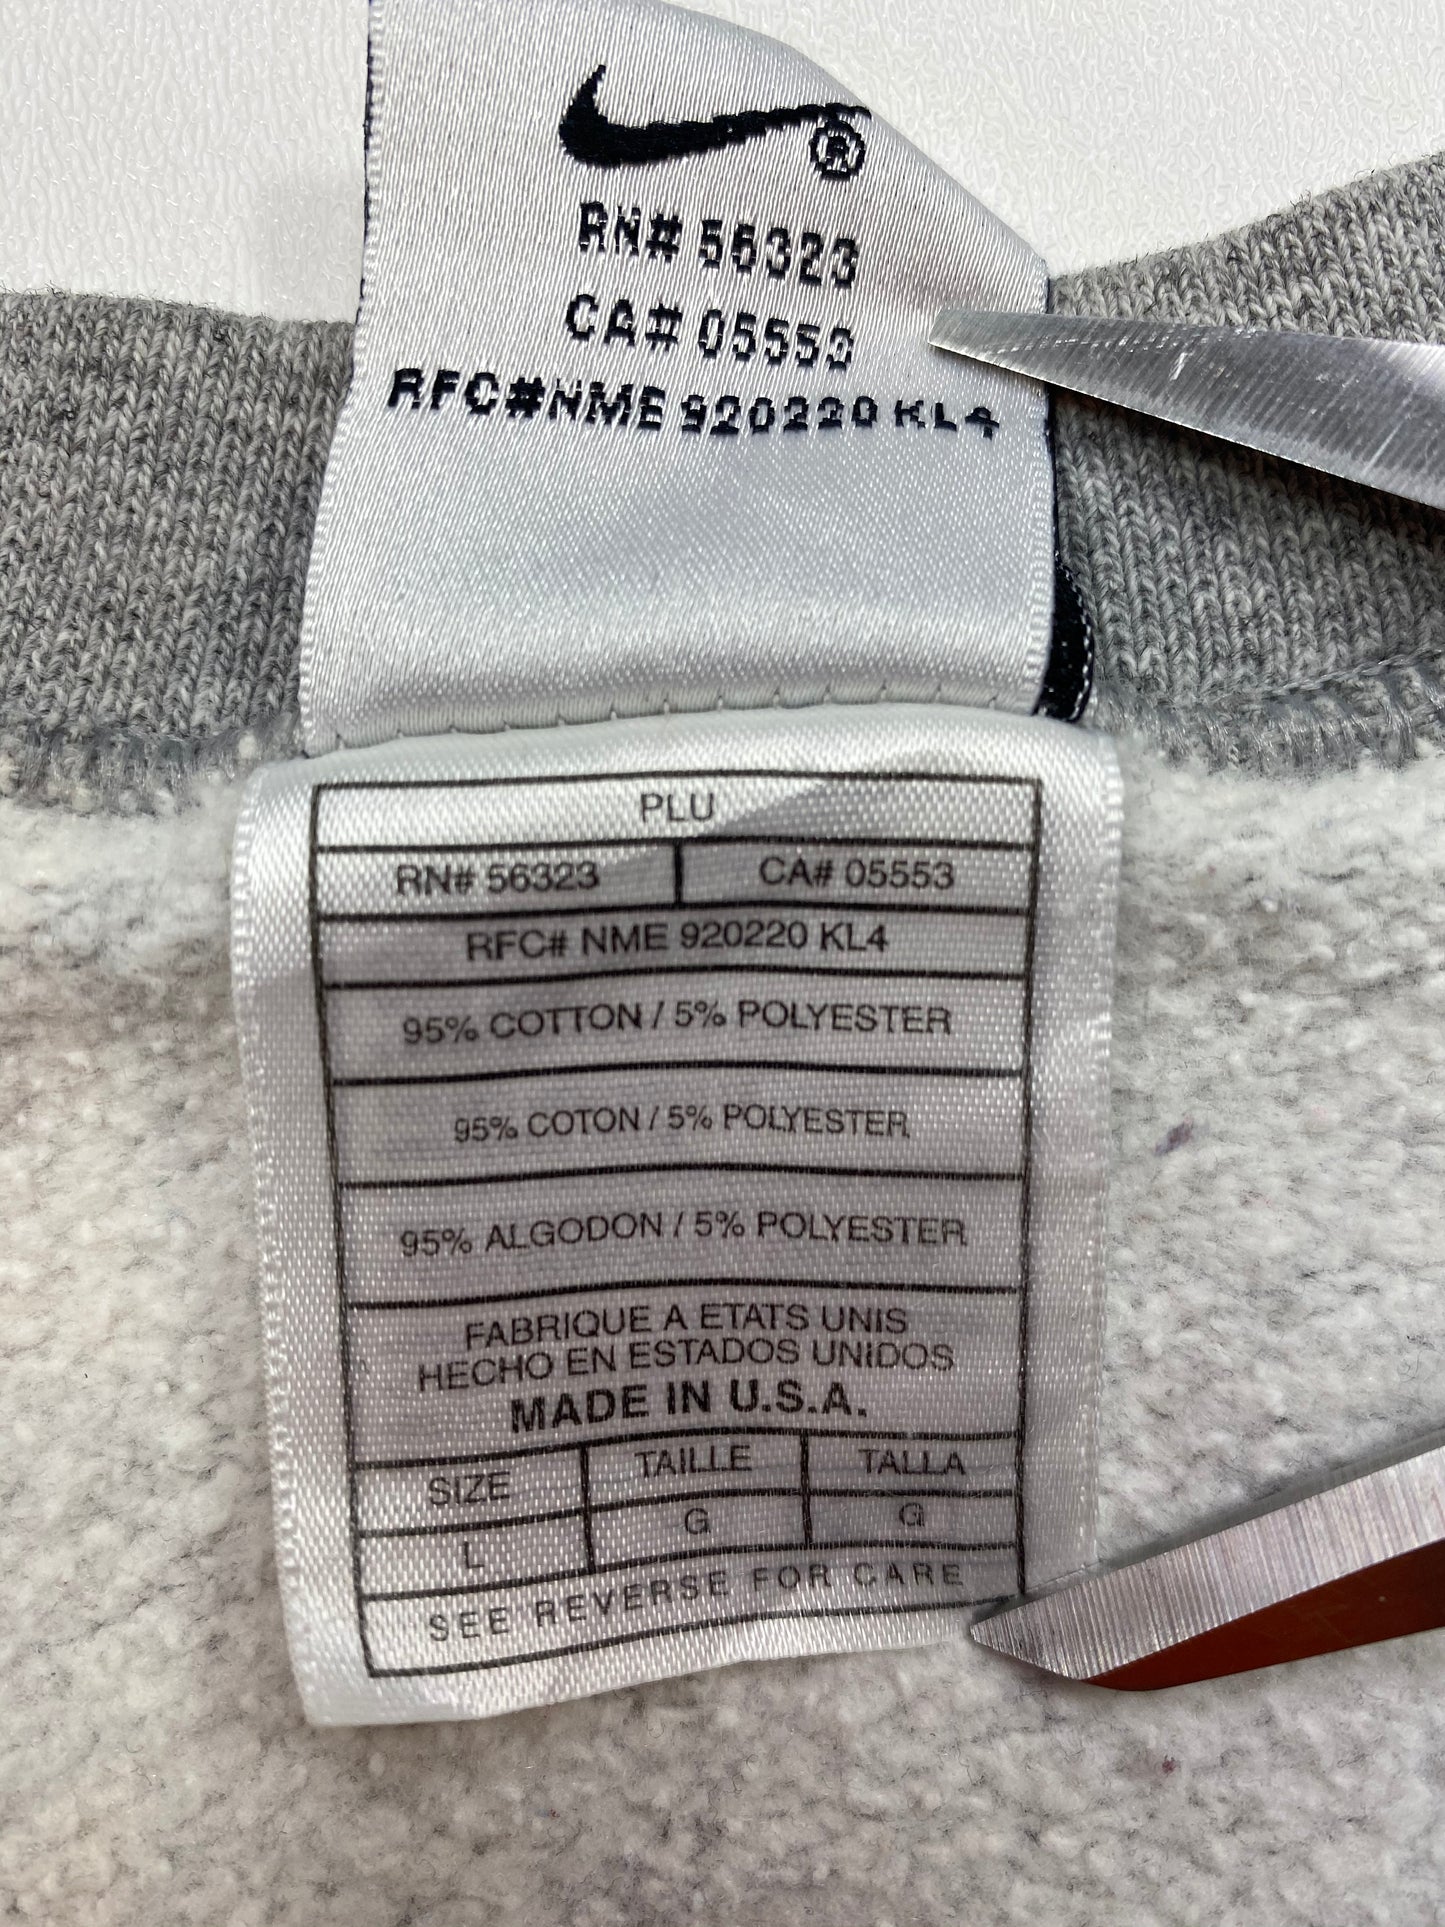 ®
RN# 56323
CA# 05553
RFC#NME 920220 KL4
PLU
RN# 56323 CA# 05553
RFC# NME 920220 KL4
95% COTTON / 5% POLYESTER
95% COTON / 5% POLYESTER
95% ALGODON / 5% POLYESTER
FABRIQUE A ETATS UNIS
HECHO EN ESTADOS UNIDOS
MADE IN U.S.A.
SIZE TAILLE TALLA
L G G
SEE REVERSE FOR CARE